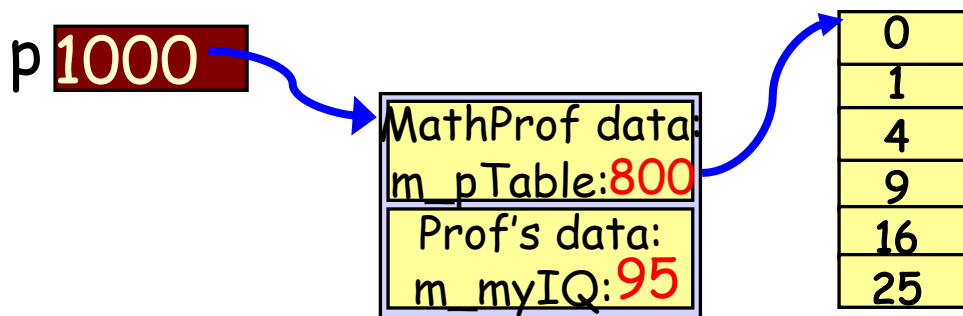 p 1000
MathProf data:
m_pTable:800
Prof's data:
m_myIQ:95
0
1
4
9
16
25